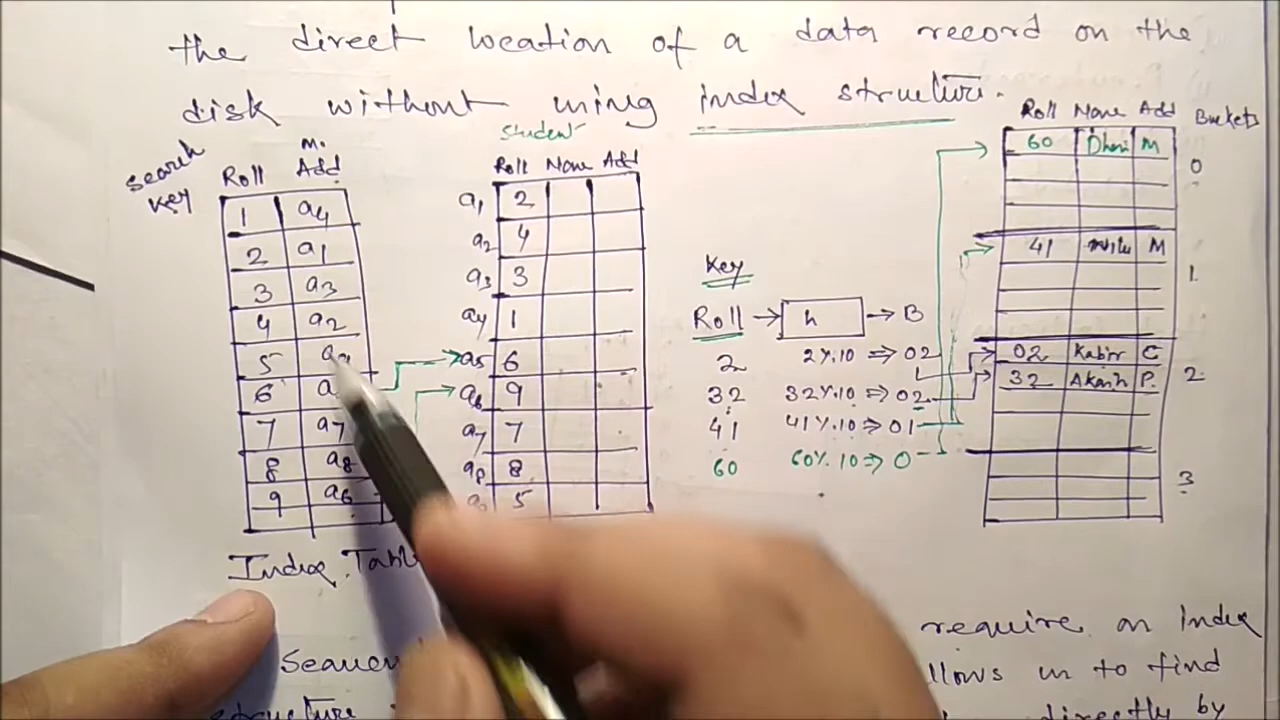 the direct location of a data record on the
disk without using index structure.
search
key
Roll M. Add
1 a4
2 a1
3 a3
4 a2
5
6
7 a7
8 a8
9 a6
Index Table
Student
Roll Name Add
a1 2
a2 4
a3 3
a4 1
a5 6
a6 9
a7 7
a8 8
5
Key
Roll → h → B
2 2%10 ⇒ 02
32 32%10 ⇒ 02
41 41%10 ⇒ 01
60 60%10 ⇒ 0
Roll Name Add Buckets
60 Dhoni M 0
41 M 1
02 Kabir C
32 Akash P. 2
3
require an Index
to find
directly by